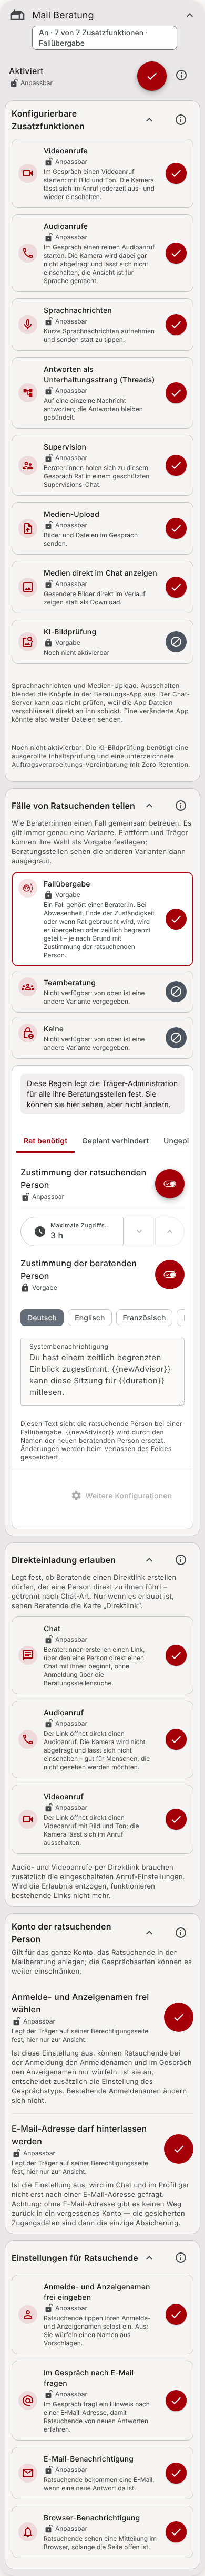 Mail Beratung
An · 7 von 7 Zusatzfunktionen ·
Fallübergabe
Aktiviert
Anpassbar
Konfigurierbare
Zusatzfunktionen
Videoanrufe
Anpassbar
Im Gespräch einen Videoanruf
starten: mit Bild und Ton. Die Kamera
lässt sich im Anruf jederzeit aus- und
wieder einschalten.
Audioanrufe
Anpassbar
Im Gespräch einen reinen Audioanruf
starten. Die Kamera wird dabei gar
nicht abgefragt und lässt sich nicht
einschalten; die Ansicht ist für
Sprache gemacht.
Sprachnachrichten
Anpassbar
Kurze Sprachnachrichten aufnehmen
und senden statt zu tippen.
Antworten als
Unterhaltungsstrang (Threads)
Anpassbar
Auf eine einzelne Nachricht
antworten; die Antworten bleiben
gebündelt.
Supervision
Anpassbar
Berater:innen holen sich zu diesem
Gespräch Rat in einem geschützten
Supervisions-Chat.
Medien-Upload
Anpassbar
Bilder und Dateien im Gespräch
senden.
Medien direkt im Chat anzeigen
Anpassbar
Gesendete Bilder direkt im Verlauf
zeigen statt als Download.
KI-Bildprüfung
Vorgabe
Noch nicht aktivierbar
Sprachnachrichten und Medien-Upload: Ausschalten
blendet die Knöpfe in der Beratungs-App aus. Der Chat-
Server kann das nicht prüfen, weil die App Dateien
verschlüsselt direkt an ihn schickt. Eine veränderte App
könnte also weiter Dateien senden.
Noch nicht aktivierbar: Die KI-Bildprüfung benötigt eine
ausgerollte Inhaltsprüfung und eine unterzeichnete
Auftragsverarbeitungs-Vereinbarung mit Zero Retention.
Fälle von Ratsuchenden teilen
Wie Berater:innen einen Fall gemeinsam betreuen. Es
gilt immer genau eine Variante. Plattform und Träger
können ihre Wahl als Vorgabe festlegen;
Beratungsstellen sehen die anderen Varianten dann
ausgegraut.
Fallübergabe
Vorgabe
Ein Fall gehört einer Berater:in. Bei
Abwesenheit, Ende der Zuständigkeit
oder wenn Rat gebraucht wird, wird
er übergeben oder zeitlich begrenzt
geteilt – je nach Grund mit
Zustimmung der ratsuchenden
Person.
Teamberatung
Nicht verfügbar: von oben ist eine
andere Variante vorgegeben.
Keine
Nicht verfügbar: von oben ist eine
andere Variante vorgegeben.
Diese Regeln legt die Träger-Administration
für alle ihre Beratungsstellen fest. Sie
können sie hier sehen, aber nicht ändern.
Rat benötigt
Geplant verhindert
Ungepl
Zustimmung der ratsuchenden
Person
Anpassbar
Maximale Zugriffs...
3 h
Zustimmung der beratenden
Person
Vorgabe
Deutsch
Englisch
Französisch
Systembenachrichtigung
Du hast einem zeitlich begrenzten
Einblick zugestimmt. {{newAdvisor}}
kann diese Sitzung für {{duration}}
mitlesen.
Diesen Text sieht die ratsuchende Person bei einer
Fallübergabe. {{newAdvisor}} wird durch den
Namen der neuen beratenden Person ersetzt.
Änderungen werden beim Verlassen des Feldes
gespeichert.
Weitere Konfigurationen
Direkteinladung erlauben
Legt fest, ob Beratende einen Direktlink erstellen
dürfen, der eine Person direkt zu ihnen führt –
getrennt nach Chat-Art. Nur wenn es erlaubt ist,
sehen Beratende die Karte „Direktlink“.
Chat
Anpassbar
Berater:innen erstellen einen Link,
über den eine Person direkt einen
Chat mit ihnen beginnt, ohne
Anmeldung über die
Beratungsstellensuche.
Audioanruf
Anpassbar
Der Link öffnet direkt einen
Audioanruf. Die Kamera wird nicht
abgefragt und lässt sich nicht
einschalten – gut für Menschen, die
nicht gesehen werden möchten.
Videoanruf
Anpassbar
Der Link öffnet direkt einen
Videoanruf mit Bild und Ton; die
Kamera lässt sich im Anruf
ausschalten.
Audio- und Videoanrufe per Direktlink brauchen
zusätzlich die eingeschalteten Anruf-Einstellungen.
Wird die Erlaubnis entzogen, funktionieren
bestehende Links nicht mehr.
Konto der ratsuchenden
Person
Gilt für das ganze Konto, das Ratsuchende in der
Mailberatung anlegen; die Gesprächsarten können es
weiter einschränken.
Anmelde- und Anzeigenamen frei
wählen
Anpassbar
Legt der Träger auf seiner Berechtigungsseite
fest; hier nur zur Ansicht.
Ist diese Einstellung aus, können Ratsuchende bei
der Anmeldung den Anmeldenamen und im Gespräch
den Anzeigenamen nur würfeln. Ist sie an,
entscheidet zusätzlich die Einstellung des
Gesprächstyps. Bestehende Anmeldenamen ändern
sich nicht.
E-Mail-Adresse darf hinterlassen
werden
Anpassbar
Legt der Träger auf seiner Berechtigungsseite
fest; hier nur zur Ansicht.
Ist die Einstellung aus, wird im Chat und im Profil gar
nicht erst nach einer E-Mail-Adresse gefragt.
Achtung: ohne E-Mail-Adresse gibt es keinen Weg
zurück in ein vergessenes Konto — die gesicherten
Zugangsdaten sind dann die einzige Absicherung.
Einstellungen für Ratsuchende
Anmelde- und Anzeigenamen
frei eingeben
Anpassbar
Ratsuchende tippen ihren Anmelde-
und Anzeigenamen selbst ein. Aus:
Sie würfeln einen Namen aus
Vorschlägen.
Im Gespräch nach E-Mail
fragen
Anpassbar
Im Gespräch fragt ein Hinweis nach
einer E-Mail-Adresse, damit
Ratsuchende von neuen Antworten
erfahren.
E-Mail-Benachrichtigung
Anpassbar
Ratsuchende bekommen eine E-Mail,
wenn eine neue Antwort da ist.
Browser-Benachrichtigung
Anpassbar
Ratsuchende sehen eine Mitteilung im
Browser, solange die Seite offen ist.